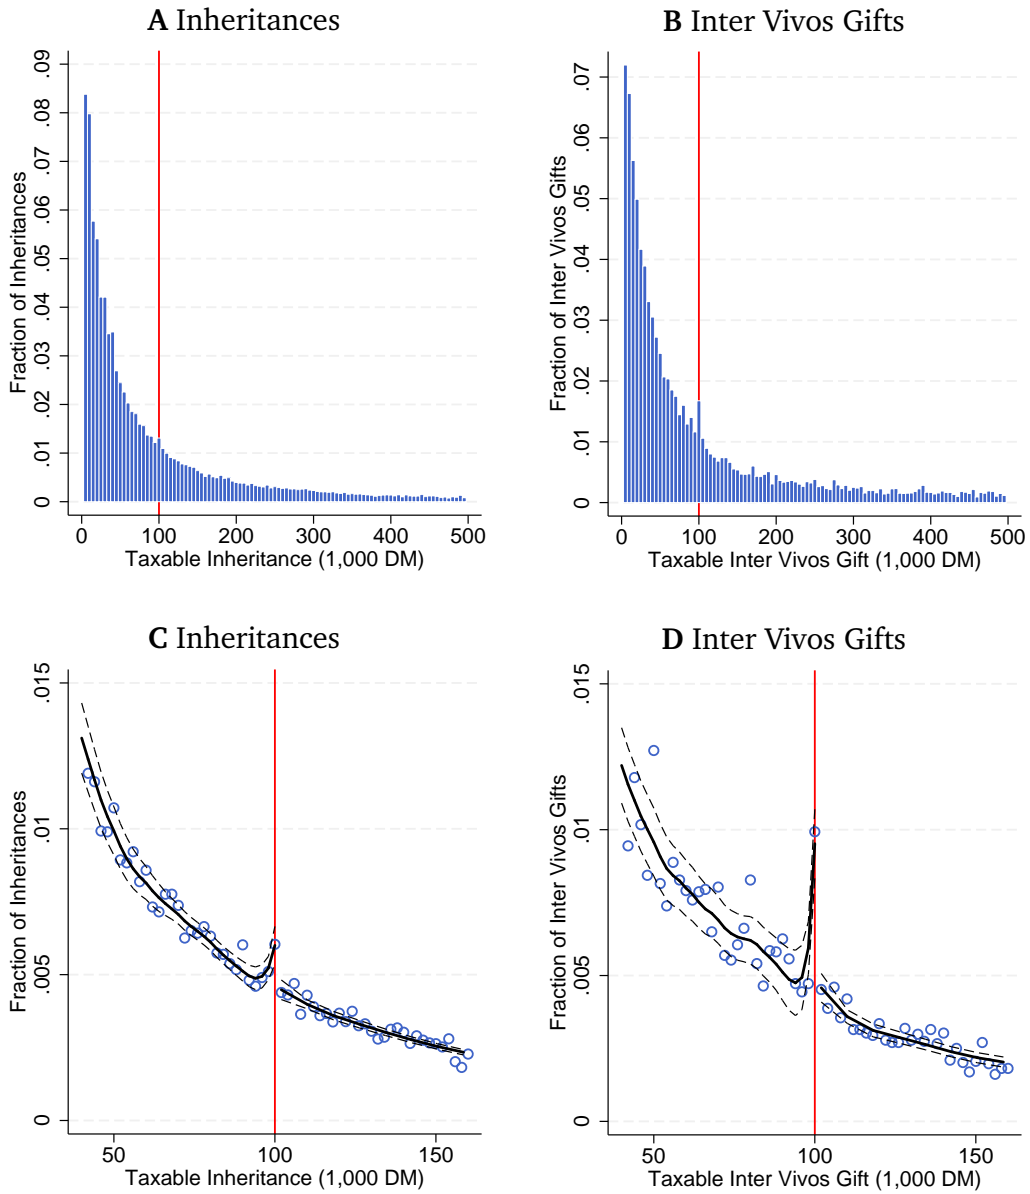 A Inheritances
Fraction of Inheritances
.09
.08
.07
.06
.05
.04
.03
.02
.01
0
0 100 200 300 400 500
Taxable Inheritance (1,000 DM)
B Inter Vivos Gifts
Fraction of Inter Vivos Gifts
.07
.06
.05
.04
.03
.02
.01
0
0 100 200 300 400 500
Taxable Inter Vivos Gift (1,000 DM)
C Inheritances
Fraction of Inheritances
.015
.01
.005
0
50 100 150
Taxable Inheritance (1,000 DM)
D Inter Vivos Gifts
Fraction of Inter Vivos Gifts
.015
.01
.005
0
50 100 150
Taxable Inter Vivos Gift (1,000 DM)